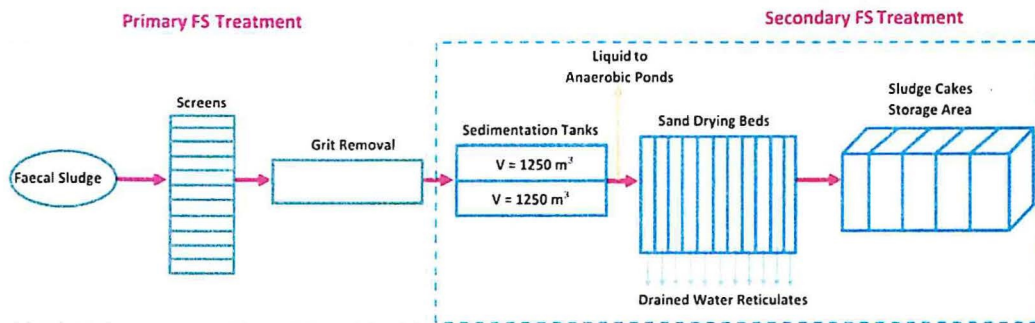 Primary FS Treatment
Secondary FS Treatment
Liquid to
Anaerobic Ponds
Sludge Cakes
Storage Area
Screens
Sedimentation Tanks
Sand Drying Beds
Grit Removal
Faecal Sludge
V = 1250 m³
V = 1250 m³
Drained Water Reticulates